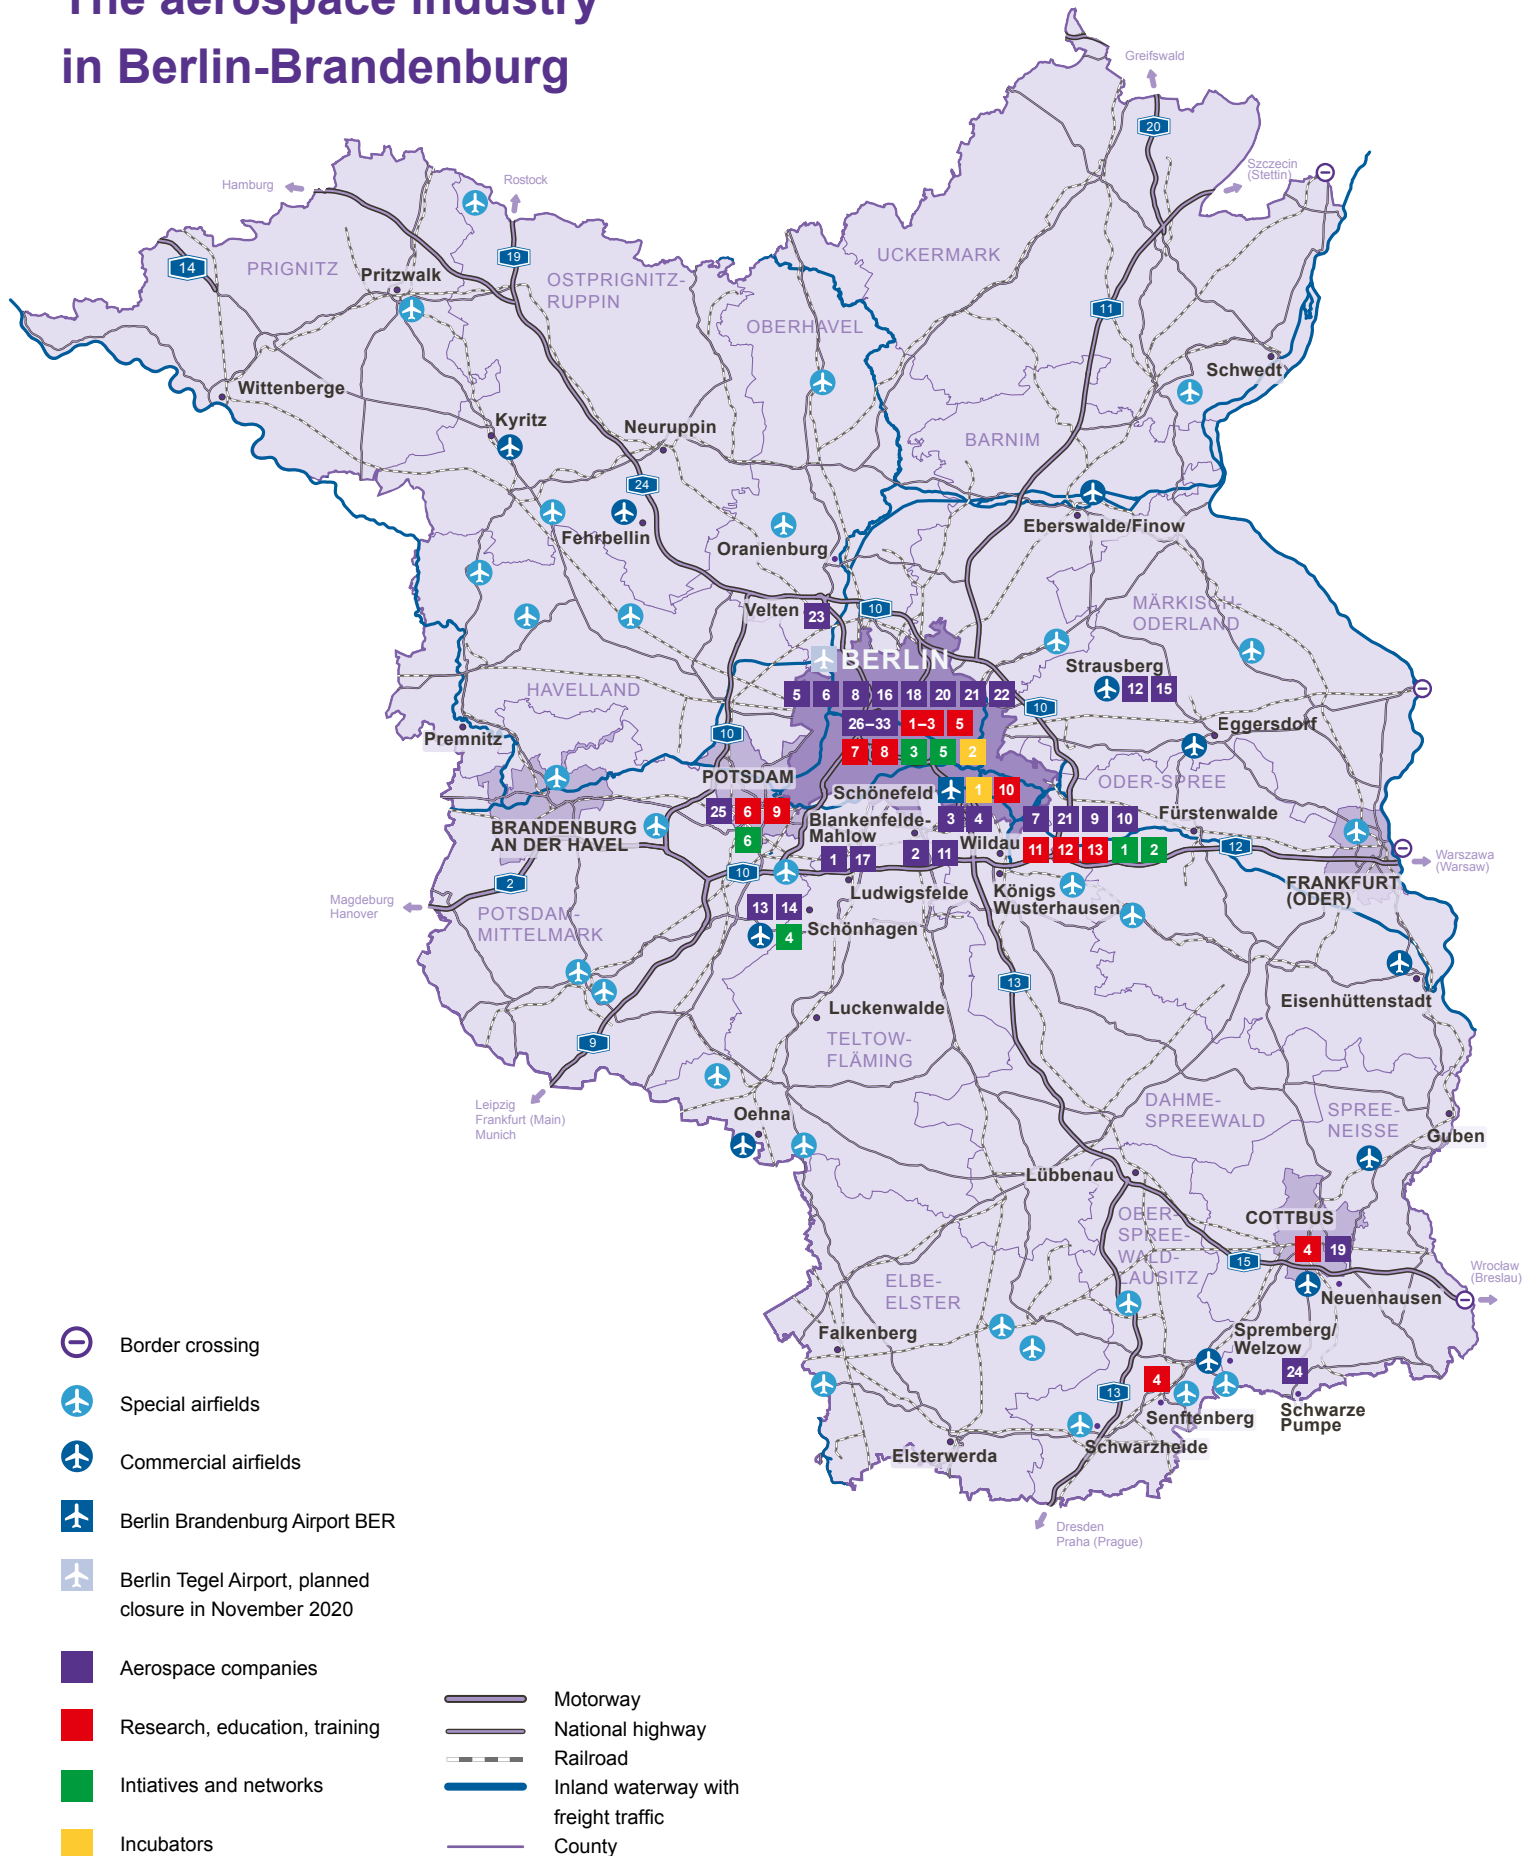 The aerospace industry
in Berlin-Brandenburg
Greifswald
20
Szczecin
(Stettin)
Hamburg
Rostock
14
PRIGNITZ
Pritzwalk
19
OSTPRIGNITZ-
RUPPIN
UCKERMARK
OBERHAVEL
11
Schwedt
Wittenberge
Kyritz
Neuruppin
BARNIM
24
Fehrbellin
Oranienburg
Eberswalde/Finow
Velten
23
10
MÄRKISCH-
ODERLAND
BERLIN
Strausberg
12 15
5 6 8 16 18 20 21 22
HAVELLAND
10
26–33 1–3 5
Eggersdorf
Premnitz
10
7 8 3 5 2
POTSDAM
ODER-SPREE
Schönefeld
1 10
25 6 9
6
BRANDENBURG
AN DER HAVEL
Blankenfelde-
Mahlow
3 4
7 21 9 10
Fürstenwalde
Wildau
11 12 13 1 2
12
Warszawa
(Warsaw)
1 17
2 11
10
2
Ludwigsfelde
Königs
Wusterhausen
FRANKFURT
(ODER)
Magdeburg
Hanover
POTSDAM-
MITTELMARK
13 14
4
Schönhagen
13
Eisenhüttenstadt
Luckenwalde
9
TELTOW-
FLÄMING
Leipzig
Frankfurt (Main)
Munich
Oehna
DAHME-
SPREEWALD
SPREE-
NEISSE
Guben
Lübbenau
OBER-
SPREE-
WALD-
LAUSITZ
COTTBUS
4 19
15
Wrocław
(Breslau)
Neuenhausen
ELBE-
ELSTER
Falkenberg
Spremberg/
Welzow
24
4
13
Schwarze
Pumpe
Senftenberg
Schwarzheide
Elsterwerda
Dresden
Praha (Prague)
Border crossing
Special airfields
Commercial airfields
Berlin Brandenburg Airport BER
Berlin Tegel Airport, planned
closure in November 2020
Aerospace companies
Research, education, training
Intiatives and networks
Incubators
Motorway
National highway
Railroad
Inland waterway with
freight traffic
County